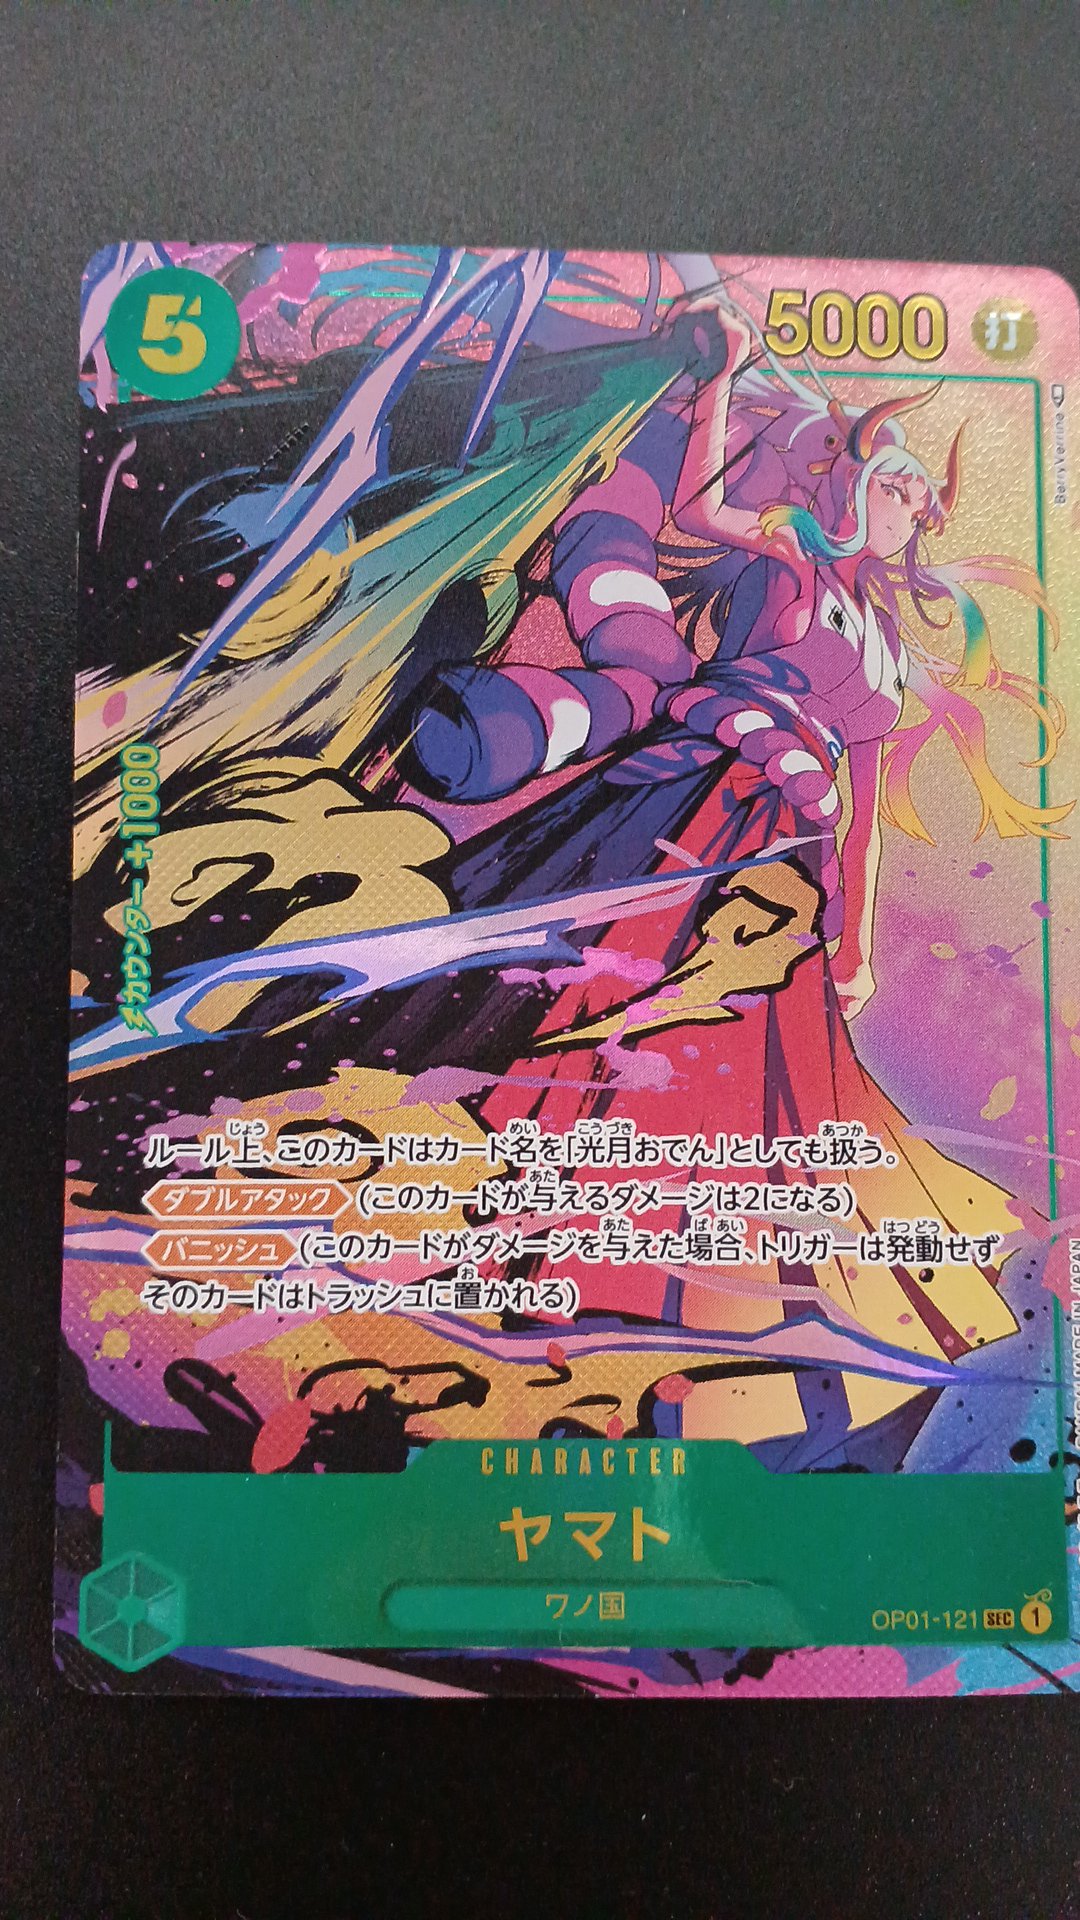 5
5000
打
BerryVerrine
カウンター+1000
ルール上、このカードはカード名を「光月おでん」としても扱う。
ダブルアタック (このカードが与えるダメージは2になる)
バニッシュ (このカードがダメージを与えた場合、トリガーは発動せず
そのカードはトラッシュに置かれる)
MADE IN JAPAN
CHARACTER
ヤマト
ワノ国
OP01-121 SEC 1